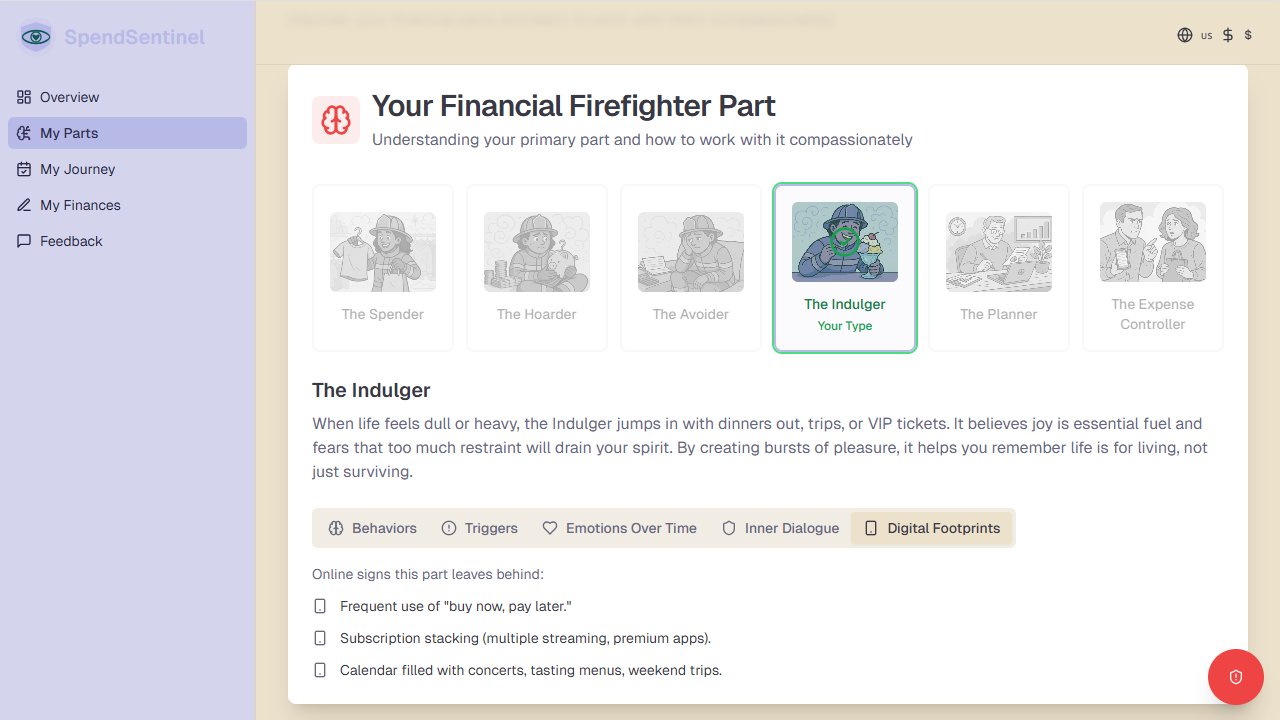 SpendSentinel
US $ $
Overview
My Parts
My Journey
My Finances
Feedback
Your Financial Firefighter Part
Understanding your primary part and how to work with it compassionately
The Spender
The Hoarder
The Avoider
The Indulger
Your Type
The Planner
The Expense
Controller
The Indulger
When life feels dull or heavy, the Indulger jumps in with dinners out, trips, or VIP tickets. It believes joy is essential fuel and
fears that too much restraint will drain your spirit. By creating bursts of pleasure, it helps you remember life is for living, not
just surviving.
Behaviors Triggers Emotions Over Time Inner Dialogue Digital Footprints
Online signs this part leaves behind:
Frequent use of "buy now, pay later."
Subscription stacking (multiple streaming, premium apps).
Calendar filled with concerts, tasting menus, weekend trips.